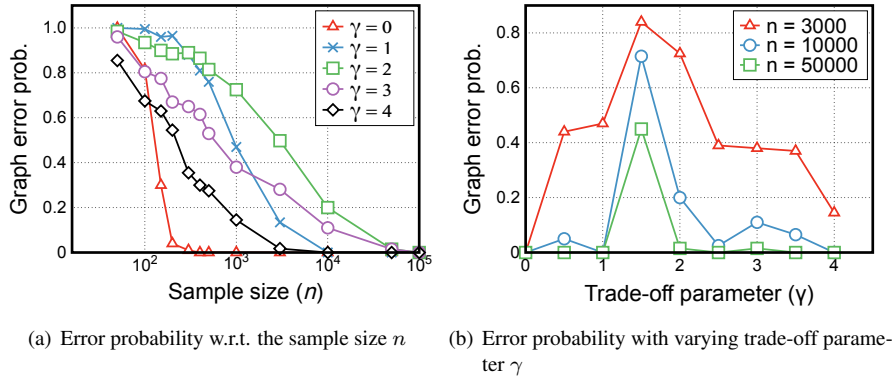 Graph error prob.
1.0
0.8
0.6
0.4
0.2
0
10²
10³
10⁴
10⁵
Sample size (n)
γ = 0
γ = 1
γ = 2
γ = 3
γ = 4
(a) Error probability w.r.t. the sample size n
Graph error prob.
0.8
0.6
0.4
0.2
0
0
1
2
3
4
Trade-off parameter (γ)
n = 3000
n = 10000
n = 50000
(b) Error probability with varying trade-off parame-
ter γ